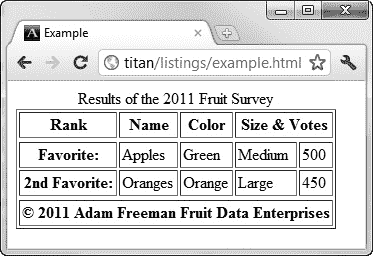 Example
titan/listings/example.html
Results of the 2011 Fruit Survey
Rank Name Color Size & Votes
Favorite: Apples Green Medium 500
2nd Favorite: Oranges Orange Large 450
© 2011 Adam Freeman Fruit Data Enterprises